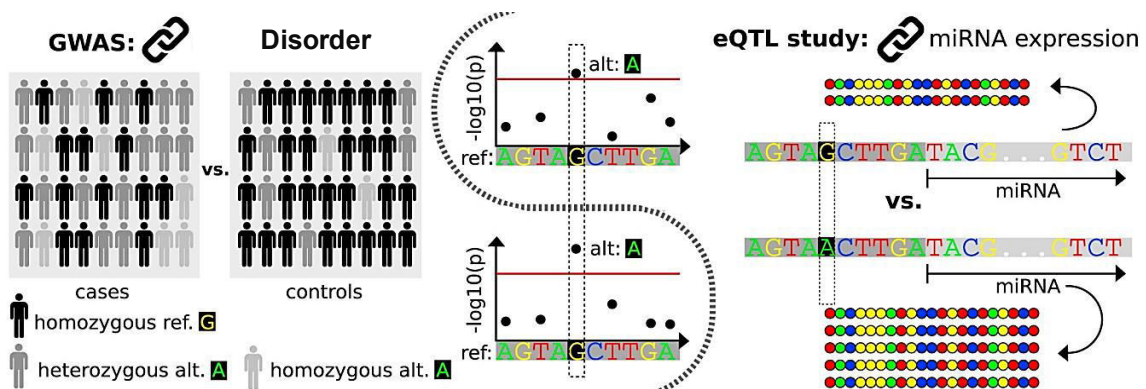 GWAS: Disorder
vs.
cases
controls
homozygous ref. G
heterozygous alt. A
homozygous alt. A
-log10(p)
alt: A
ref: AGTAGCTTGA
-log10(p)
alt: A
ref: AGTAGCTTGA
eQTL study: miRNA expression
AGTAGCTTGATACG...GTCT
miRNA
vs.
AGTAACTTGATACG...GTCT
miRNA